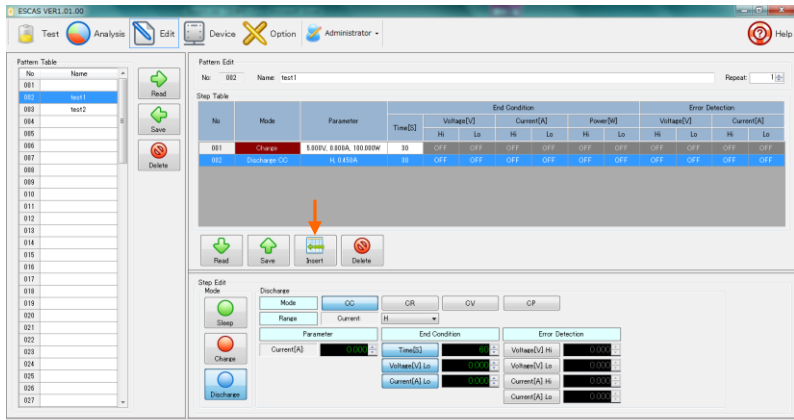 ESCAS VER1.01.00
Test Analysis Edit Device Option Administrator Help
Pattern Table
No Name
001
002 test1
003 test2
004
005
006
007
008
009
010
011
012
013
014
015
016
017
018
019
020
021
022
023
024
025
026
027
Read
Save
Delete
Pattern Edit
No: 002 Name: test1 Repeat: 1
Step Table
No Mode Parameter Time[S] End Condition Error Detection
Voltage[V] Current[A] Power[W] Voltage[V] Current[A]
Hi Lo Hi Lo Hi Lo Hi Lo Hi Lo
001 Charge 5.000V, 0.800A, 180.000W 30 OFF OFF OFF OFF OFF OFF OFF OFF OFF OFF
002 Discharge CC H, 0.450A 30 OFF OFF OFF OFF OFF OFF OFF OFF OFF OFF
Read Save Insert Delete
Step Edit
Mode
Sleep
Charge
Discharge
Discharge
Mode CC CR CV CP
Range Current: H
Parameter End Condition Error Detection
Current[A]: 0.000 Time[S] 60 Voltage[V] Hi 0.000
Voltage[V] Lo 0.000 Voltage[V] Lo 0.000
Current[A] Lo 0.000 Current[A] Hi 0.000
Current[A] Lo 0.000